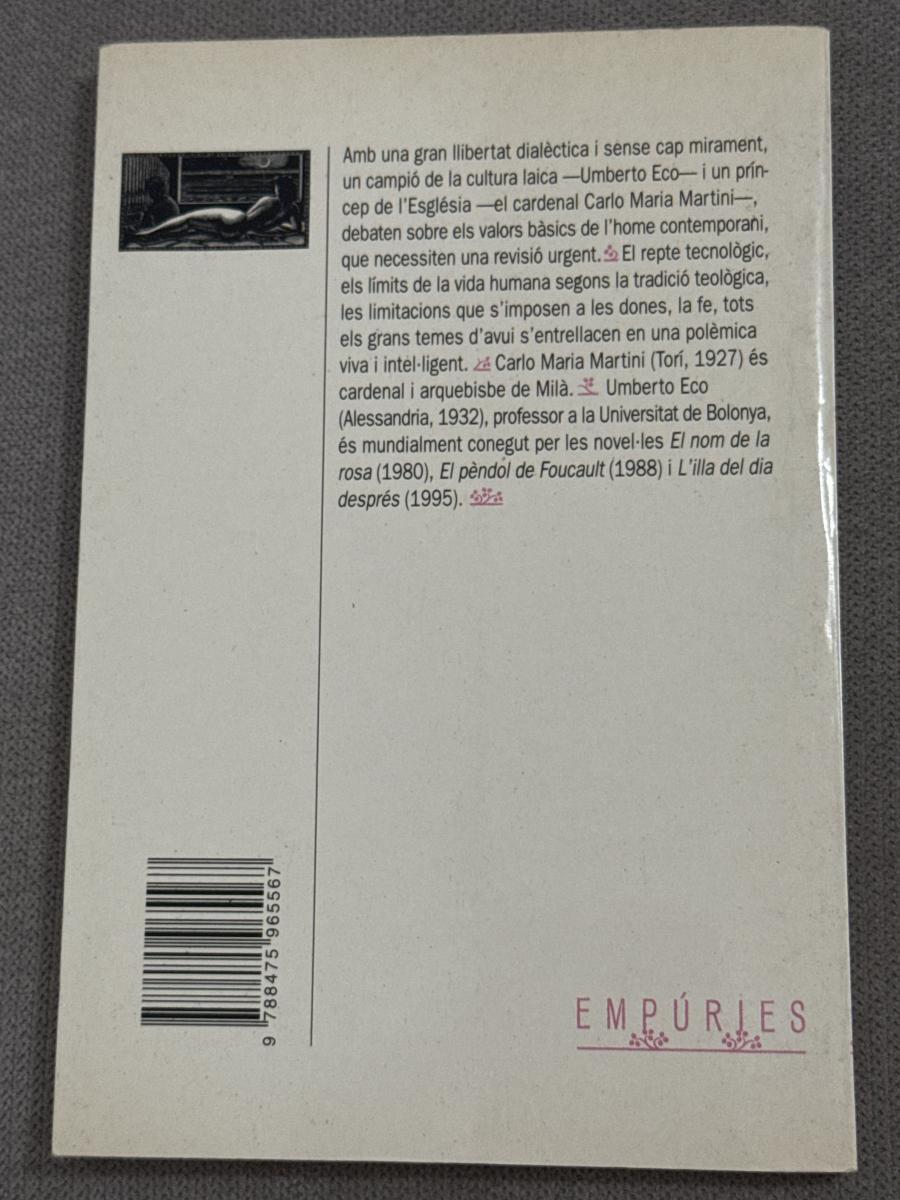 Amb una gran llibertat dialèctica i sense cap mirament,
un campió de la cultura laica —Umberto Eco— i un prín-
cep de l'Església —el cardenal Carlo Maria Martini—,
debaten sobre els valors bàsics de l'home contemporani,
que necessiten una revisió urgent. El repte tecnològic,
els límits de la vida humana segons la tradició teològica,
les limitacions que s'imposen a les dones, la fe, tots
els grans temes d'avui s'entrellacen en una polèmica
viva i intel·ligent. Carlo Maria Martini (Torí, 1927) és
cardenal i arquebisbe de Milà. Umberto Eco
(Alessandria, 1932), professor a la Universitat de Bolonya,
és mundialment conegut per les novel·les El nom de la
rosa (1980), El pèndol de Foucault (1988) i L'illa del dia
després (1995).
9 788475 965567
EMPÚRIES